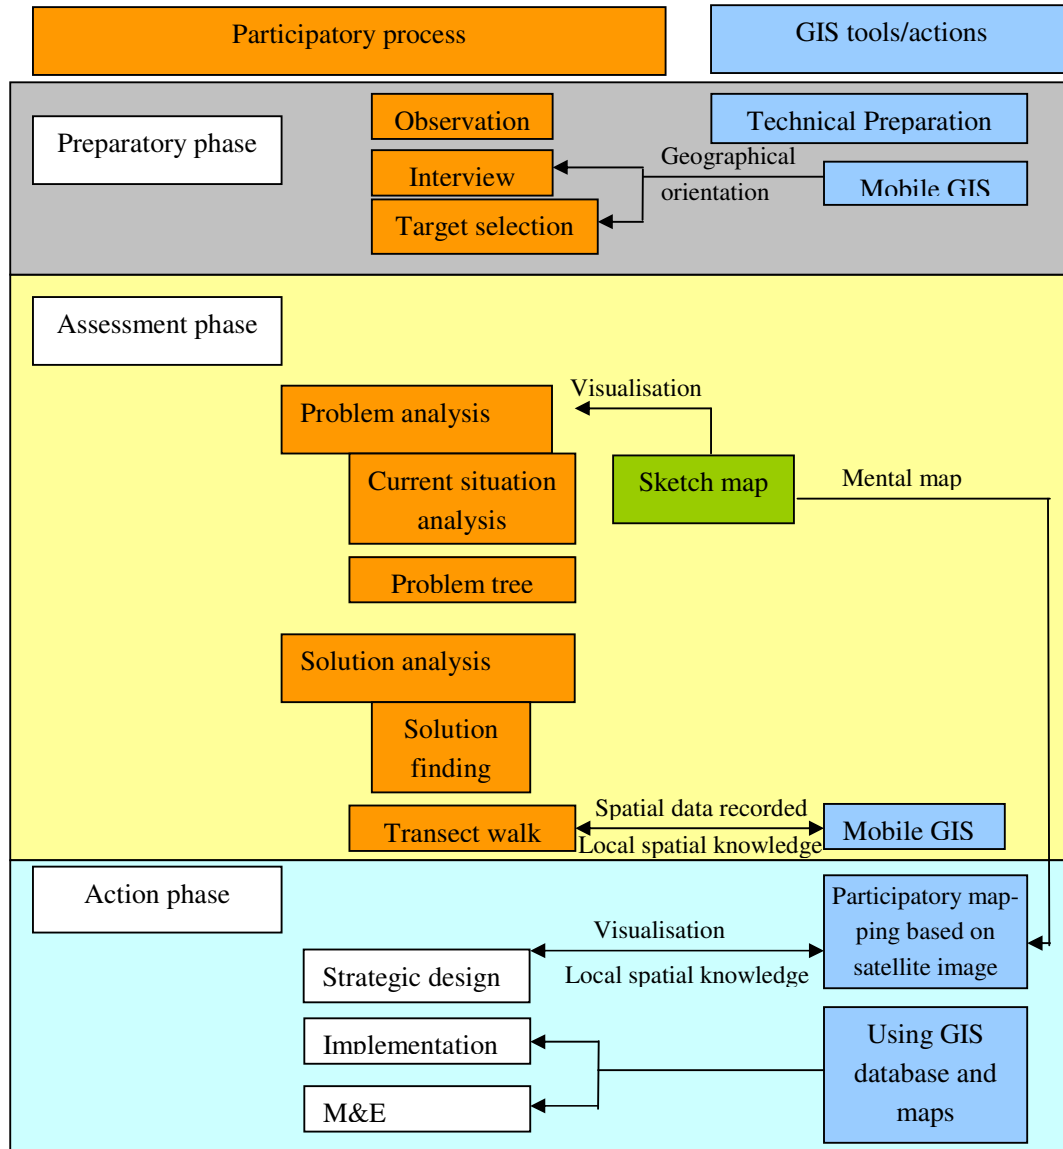 Participatory process
GIS tools/actions
Preparatory phase
Observation
Technical Preparation
Interview
Geographical
orientation
Mobile GIS
Target selection
Assessment phase
Visualisation
Problem analysis
Current situation
analysis
Sketch map
Mental map
Problem tree
Solution analysis
Solution
finding
Transect walk
Spatial data recorded
Local spatial knowledge
Mobile GIS
Action phase
Participatory map-
ping based on
satellite image
Visualisation
Local spatial knowledge
Strategic design
Implementation
M&E
Using GIS
database and
maps